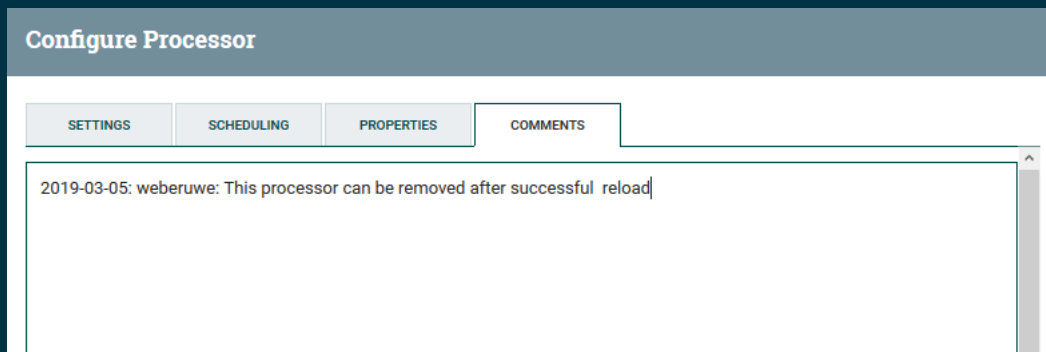 Configure Processor
SETTINGS SCHEDULING PROPERTIES COMMENTS
2019-03-05: weberuwe: This processor can be removed after successful  reload